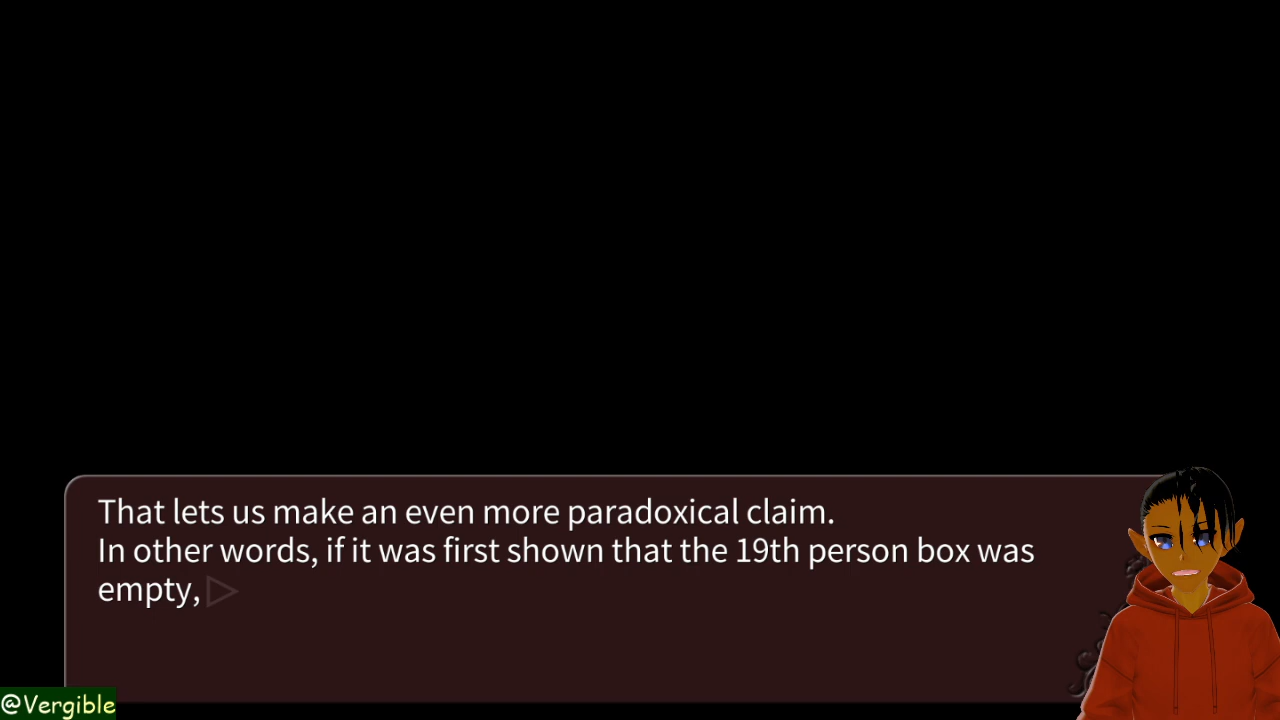 That lets us make an even more paradoxical claim.
In other words, if it was first shown that the 19th person box was
empty,
@Vergible